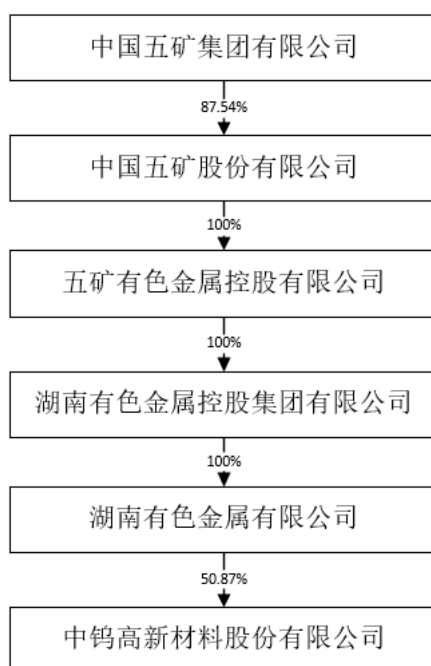 中国五矿集团有限公司
87.54%
中国五矿股份有限公司
100%
五矿有色金属控股有限公司
100%
湖南有色金属控股集团有限公司
100%
湖南有色金属有限公司
50.87%
中钨高新材料股份有限公司